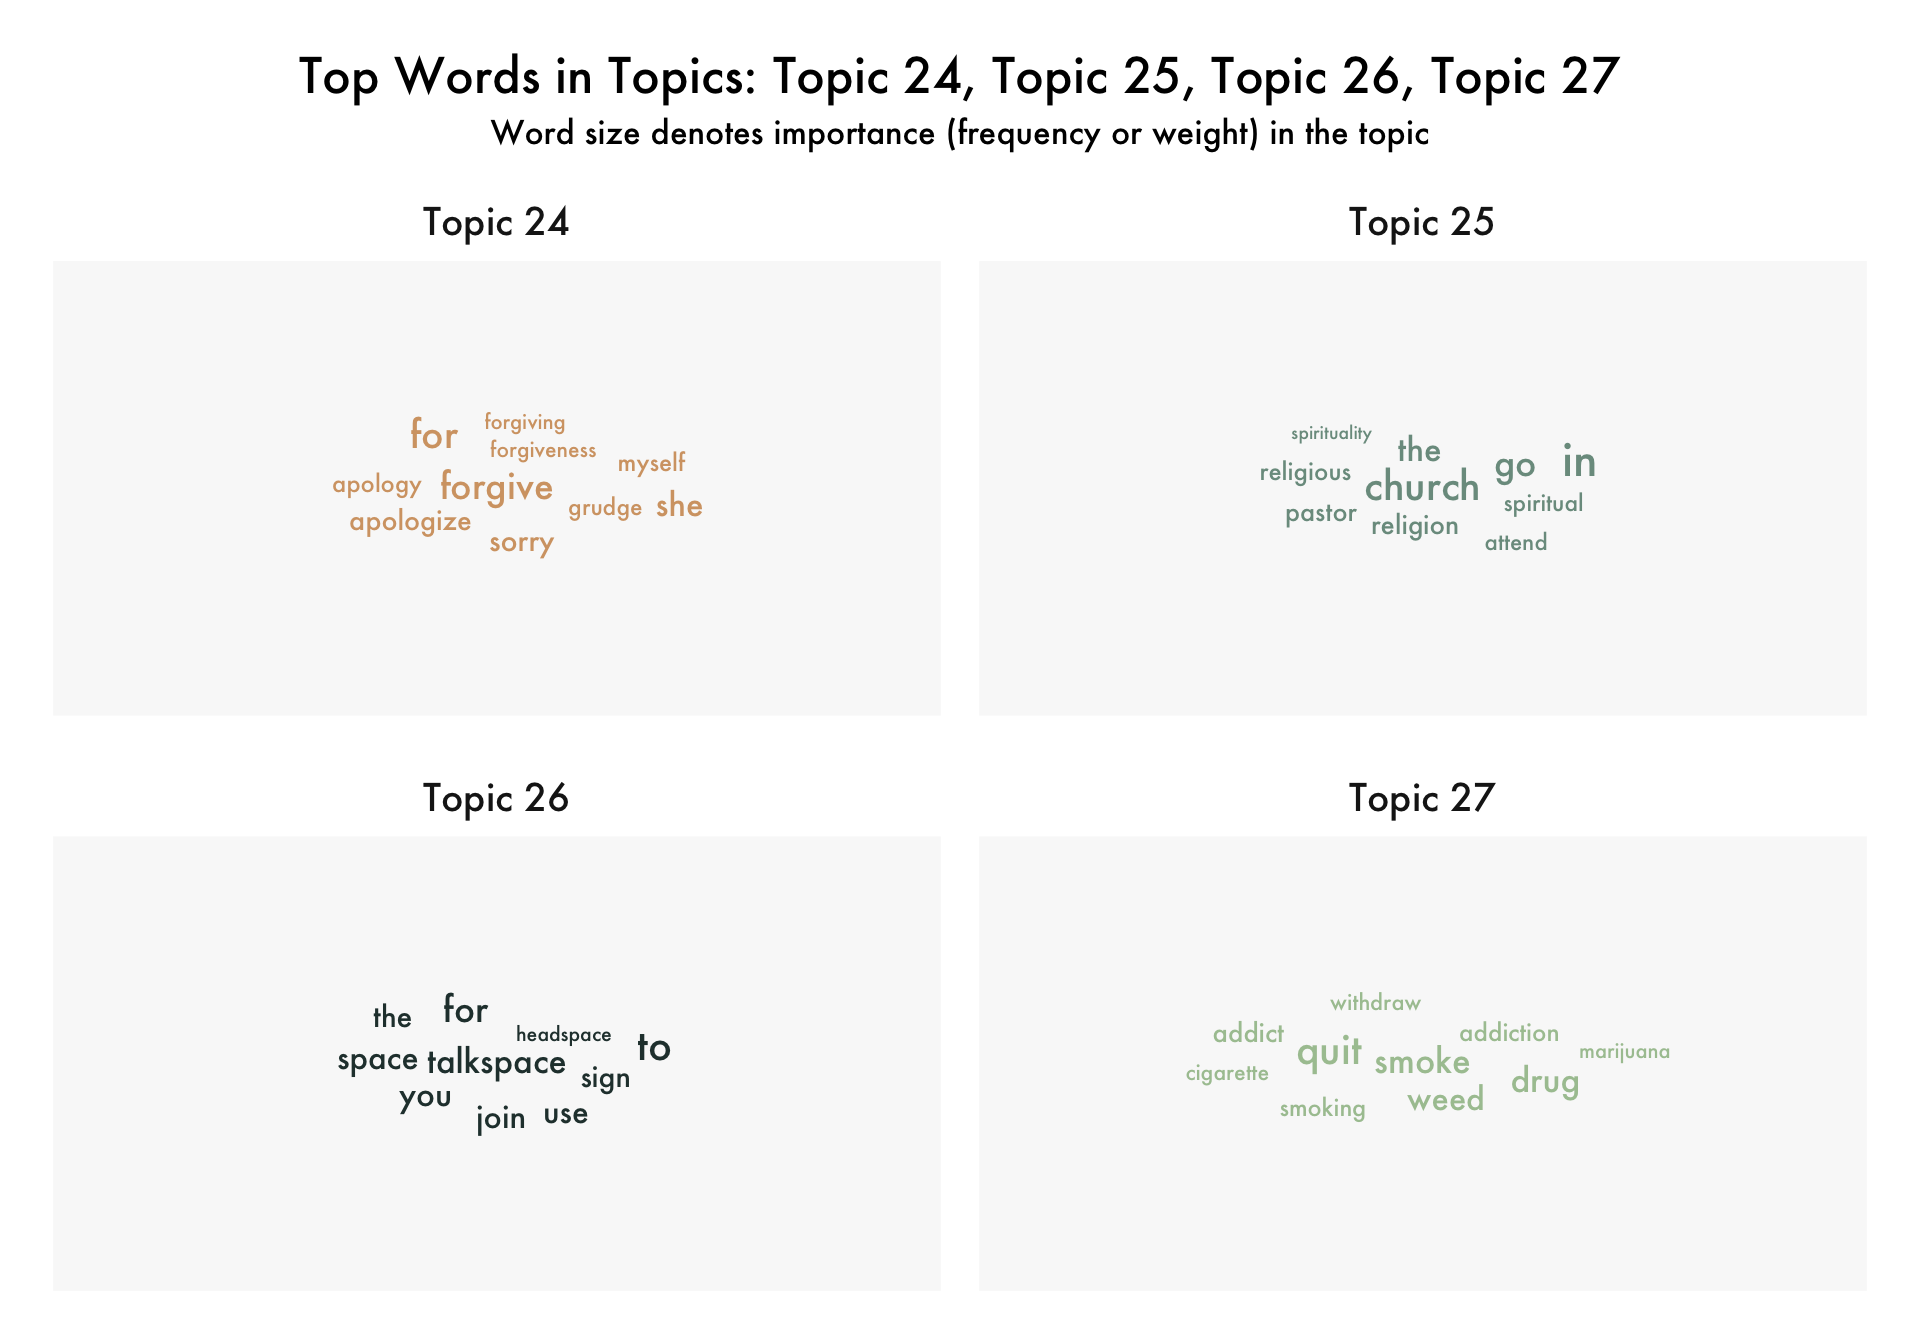 Top Words in Topics: Topic 24, Topic 25, Topic 26, Topic 27
Word size denotes importance (frequency or weight) in the topic
Topic 24
for
forgiving
forgiveness
myself
apology
forgive
grudge
she
apologize
sorry
Topic 25
spirituality
the
go
in
religious
church
spiritual
pastor
religion
attend
Topic 26
the
for
headspace
to
space
talkspace
sign
you
join
use
Topic 27
withdraw
addict
quit
smoke
addiction
marijuana
cigarette
drug
weed
smoking